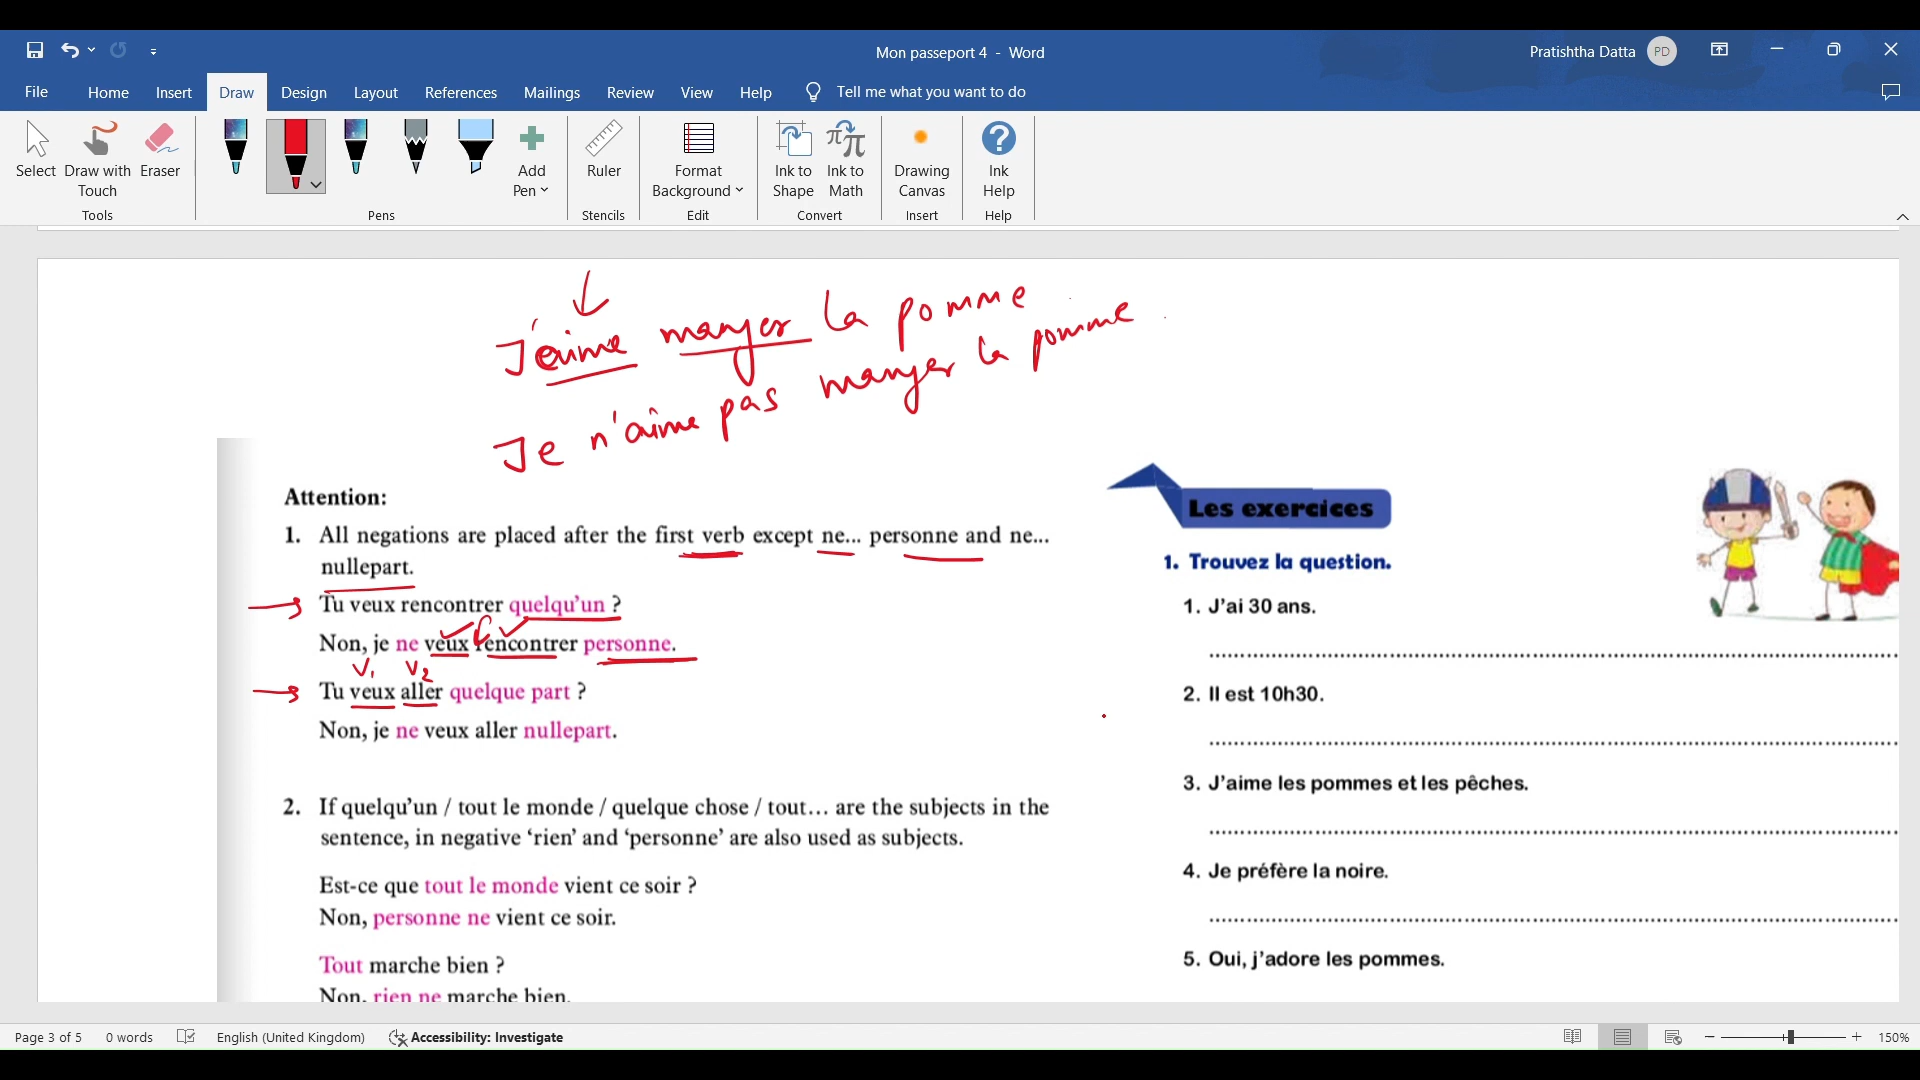 Mon passeport 4 - Word
Pratishtha Datta PD
File Home Insert Draw Design Layout References Mailings Review View Help Tell me what you want to do
Select
Draw with Touch
Eraser
Add Pen
Ruler
Format Background
Ink to Shape
Ink to Math
Drawing Canvas
Ink Help
Tools Pens Stencils Edit Convert Insert Help
J'aime manger la pomme
Je n'aime pas manger la pomme
Attention:
1. All negations are placed after the first verb except ne... personne and ne...
nullepart.
Tu veux rencontrer quelqu'un ?
Non, je ne veux rencontrer personne.
V1 V2
Tu veux aller quelque part ?
Non, je ne veux aller nullepart.
2. If quelqu'un / tout le monde / quelque chose / tout... are the subjects in the
sentence, in negative ‘rien’ and ‘personne’ are also used as subjects.
Est-ce que tout le monde vient ce soir ?
Non, personne ne vient ce soir.
Tout marche bien ?
Non, rien ne marche bien.
Les exercices
1. Trouvez la question.
1. J'ai 30 ans.
2. Il est 10h30.
3. J'aime les pommes et les pêches.
4. Je préfère la noire.
5. Oui, j'adore les pommes.
Page 3 of 5 0 words English (United Kingdom) Accessibility: Investigate 150%